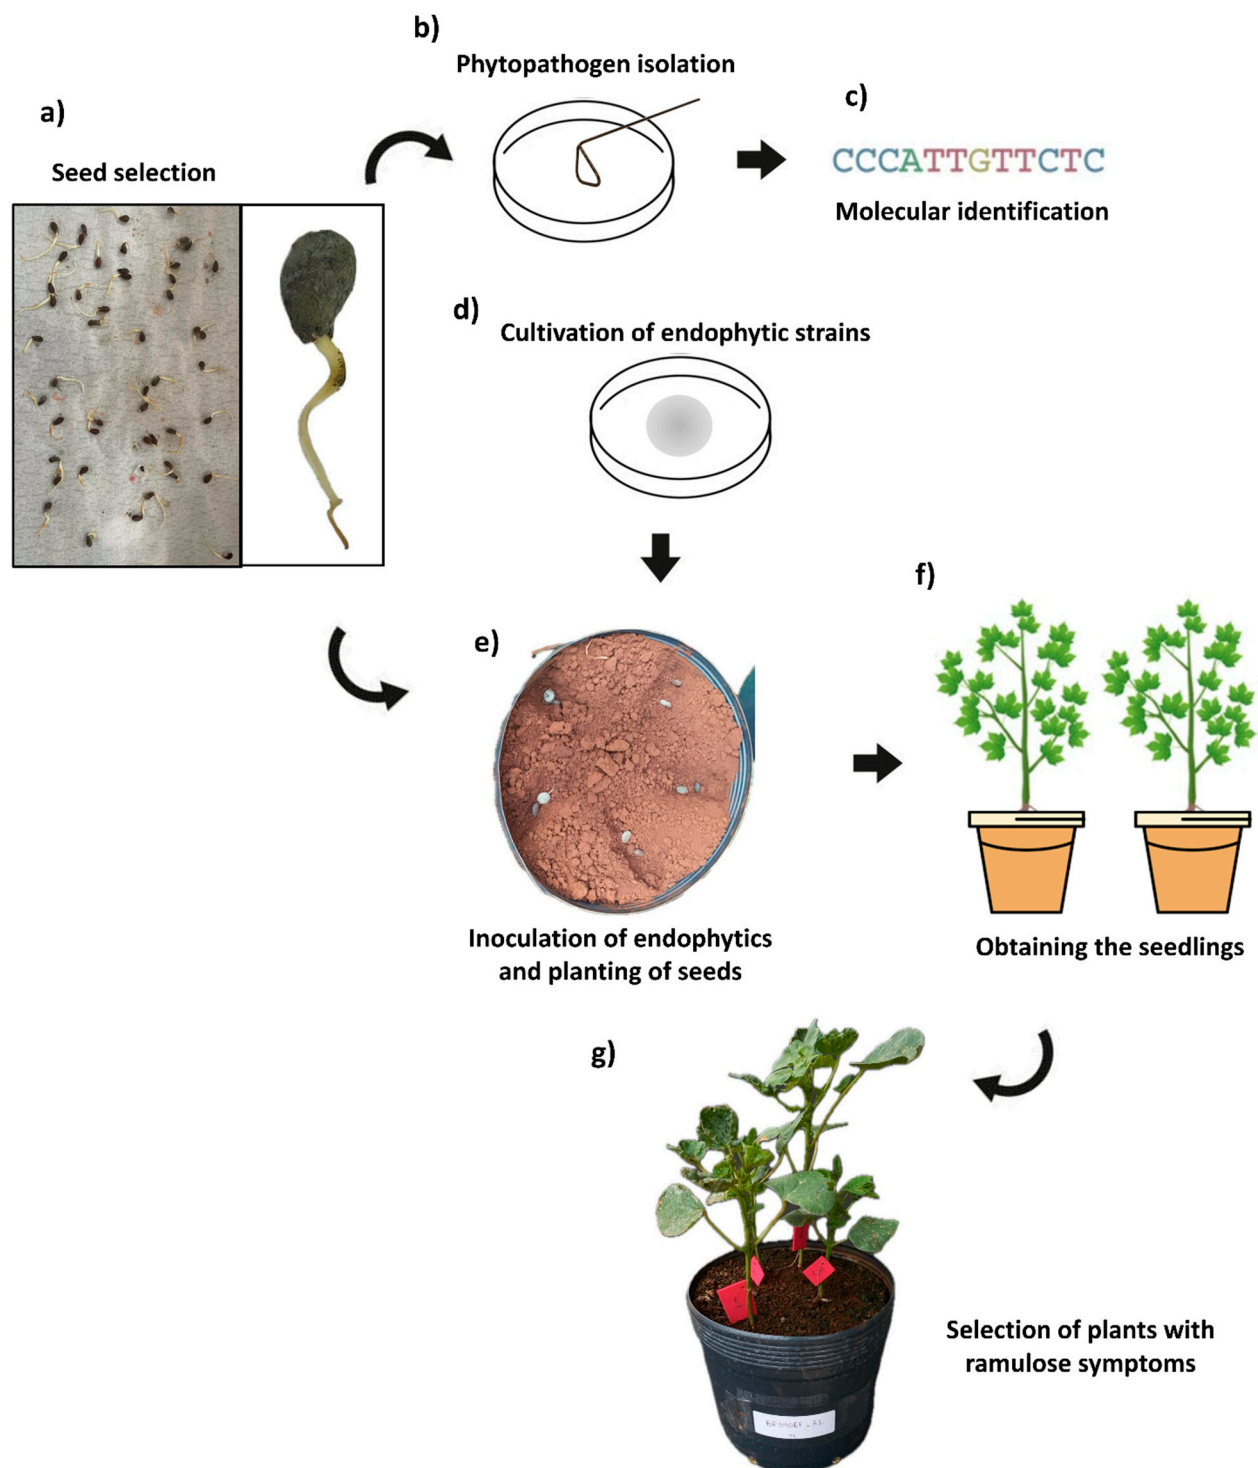 a)
Seed selection
b)
Phytopathogen isolation
c)
CCCATTGTTCTC
Molecular identification
d)
Cultivation of endophytic strains
e)
Inoculation of endophytics
and planting of seeds
f)
Obtaining the seedlings
g)
Selection of plants with
ramulose symptoms